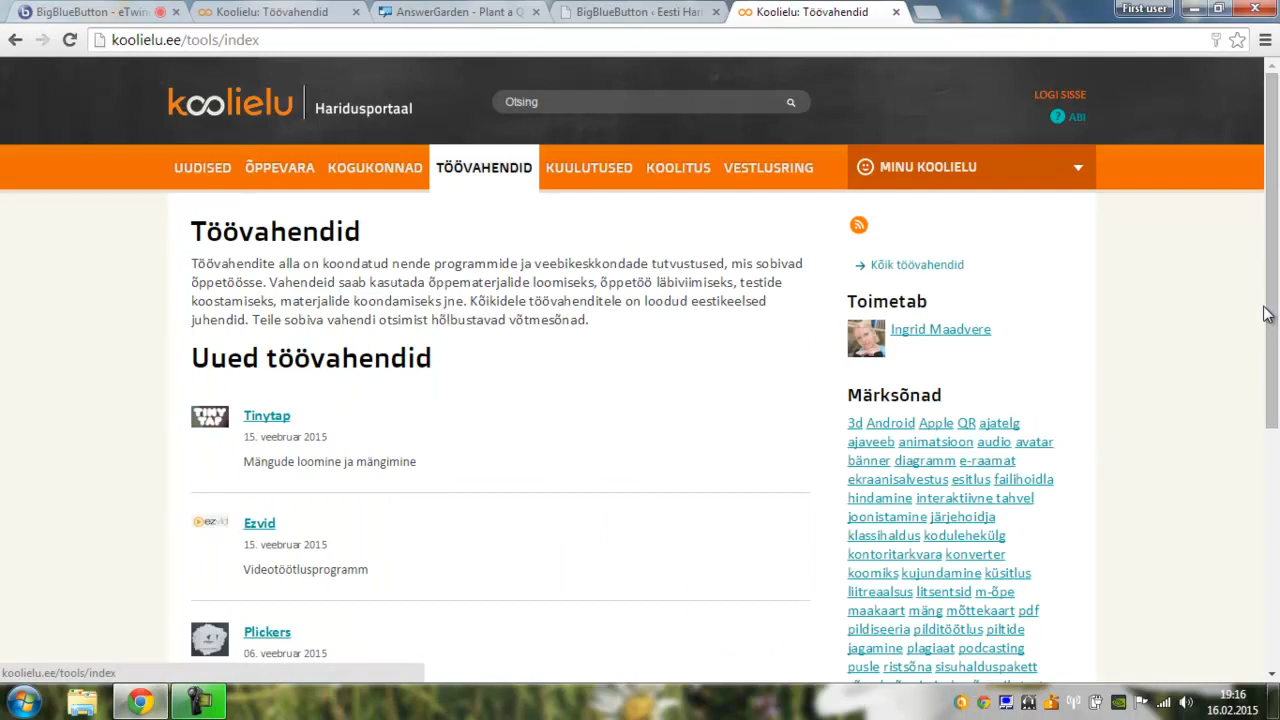 BigBlueButton - eTwin
Koolielu: Töövahendid
AnswerGarden - Plant a Q
BigBlueButton ‹ Eesti Hari
Koolielu: Töövahendid
First user
koolielu.ee/tools/index
koolielu
Haridusportaal
Otsing
LOGI SISSE
? ABI
UUDISED ÕPPEVARA KOGUKONNAD TÖÖVAHENDID KUULUTUSED KOOLITUS VESTLUSRING
MINU KOOLIELU
Töövahendid
Töövahendite alla on koondatud nende programmide ja veebikeskkondade tutvustused, mis sobivad
õppetöösse. Vahendeid saab kasutada õppematerjalide loomiseks, õppetöö läbiviimiseks, testide
koostamiseks, materjalide koondamiseks jne. Kõikidele töövahenditele on loodud eestikeelsed
juhendid. Teile sobiva vahendi otsimist hõlbustavad võtmesõnad.
Uued töövahendid
TINY
TAP
Tinytap
15. veebruar 2015
Mängude loomine ja mängimine
ezvid
Ezvid
15. veebruar 2015
Videotöötlusprogramm
Plickers
06. veebruar 2015
→ Kõik töövahendid
Toimetab
Ingrid Maadvere
Märksõnad
3d Android Apple QR ajatelg
ajaveeb animatsioon audio avatar
bänner diagramm e-raamat
ekraanisalvestus esitlus failihoidla
hindamine interaktiivne tahvel
joonistamine järjehoidja
klassihaldus kodulehekülg
kontoritarkvara konverter
koomiks kujundamine küsitlus
liitreaalsus litsentsid m-õpe
maakaart mäng mõttekaart pdf
pildiseeria pilditöötlus piltide
jagamine plagiaat podcasting
pusle ristsõna sisuhalduspakett
koolielu.ee/tools/index
19:16
16.02.2015